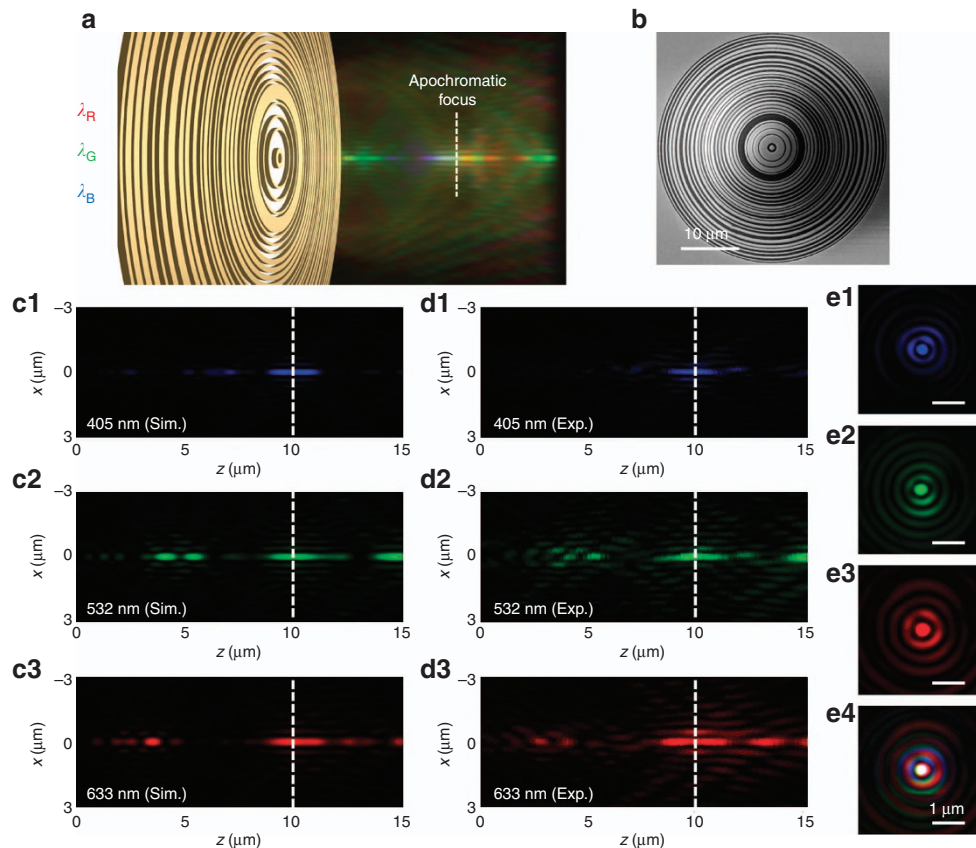 a
Apochromatic
focus
λR
λG
λB
b
10 μm
c1
–3
0
3
x (μm)
405 nm (Sim.)
0
5
10
15
z (μm)
d1
405 nm (Exp.)
x (μm)
–3
0
3
0
5
10
15
z (μm)
e1
c2
–3
0
3
x (μm)
532 nm (Sim.)
0
5
10
15
z (μm)
d2
–3
0
3
x (μm)
532 nm (Exp.)
0
5
10
15
z (μm)
e2
c3
–3
0
3
x (μm)
633 nm (Sim.)
0
5
10
15
z (μm)
d3
–3
0
3
x (μm)
633 nm (Exp.)
0
5
10
15
z (μm)
e3
e4
1 μm